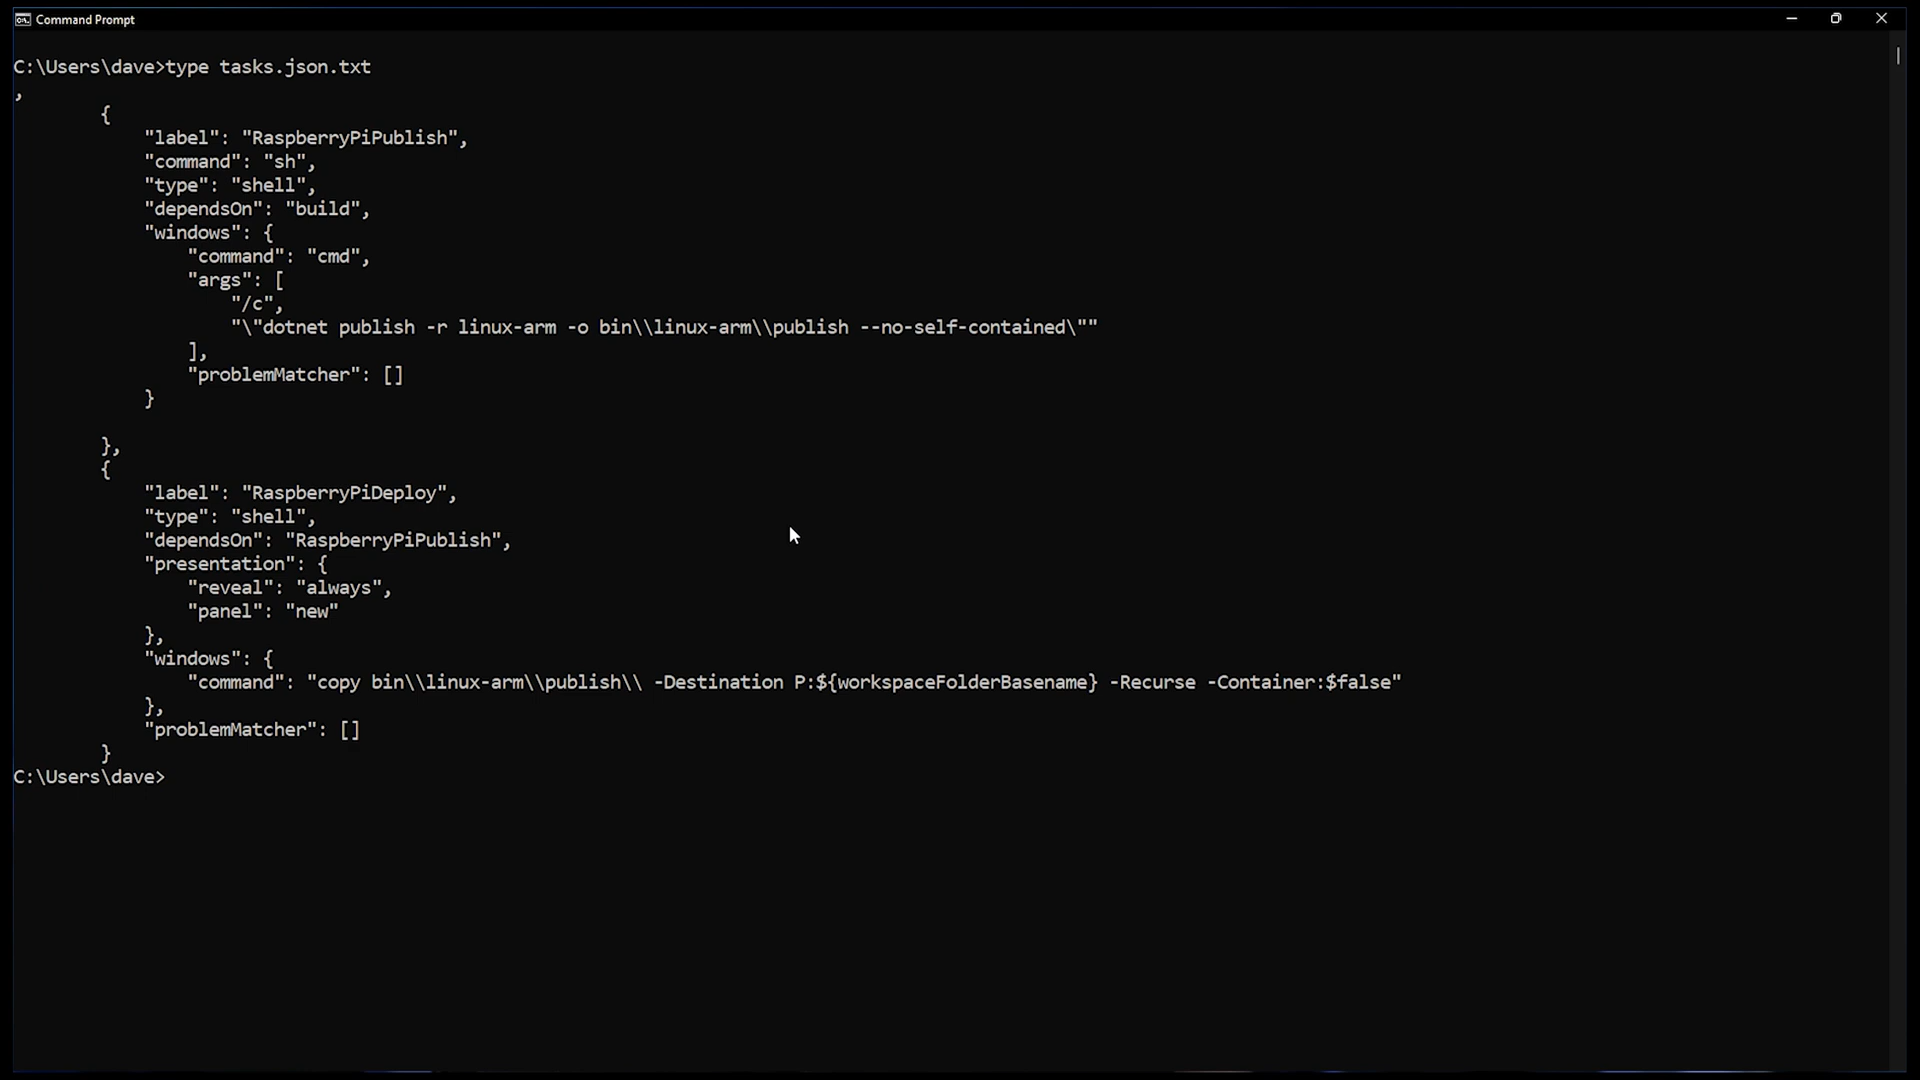 Command Prompt
C:\Users\dave>type tasks.json.txt
,
        {
            "label": "RaspberryPiPublish",
            "command": "sh",
            "type": "shell",
            "dependsOn": "build",
            "windows": {
                "command": "cmd",
                "args": [
                    "/c",
                    "\"dotnet publish -r linux-arm -o bin\\linux-arm\\publish --no-self-contained\""
                ],
                "problemMatcher": []
            }
        },
        {
            "label": "RaspberryPiDeploy",
            "type": "shell",
            "dependsOn": "RaspberryPiPublish",
            "presentation": {
                "reveal": "always",
                "panel": "new"
            },
            "windows": {
                "command": "copy bin\\linux-arm\\publish\\ -Destination P:${workspaceFolderBasename} -Recurse -Container:$false"
            },
            "problemMatcher": []
        }
C:\Users\dave>